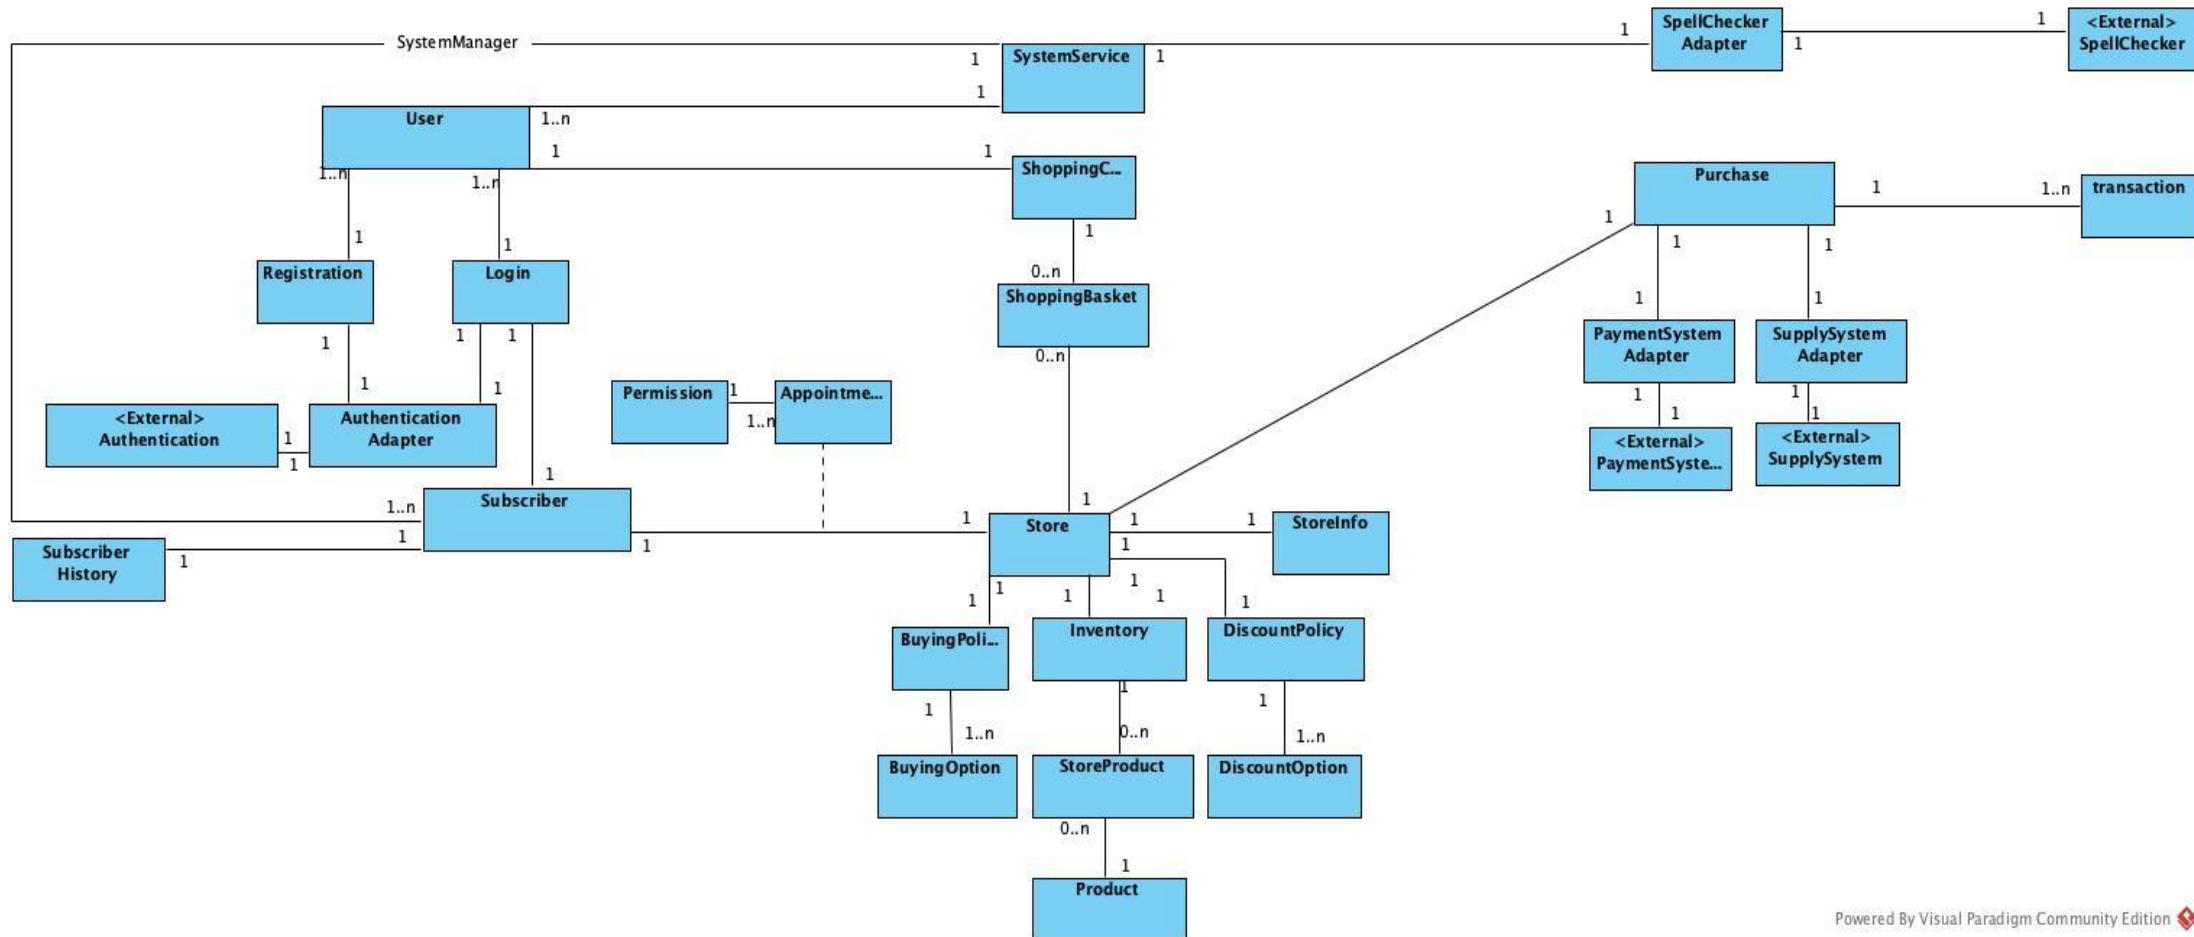 SystemManager
1
SystemService
1
1
SpellChecker
Adapter
1
1
<External>
SpellChecker
1
User
1..n
1
1
ShoppingC...
1..n
1..n
1
1
Registration
Login
1
0..n
ShoppingBasket
0..n
1
Purchase
1
1..n
transaction
1
1
1
1
PaymentSystem
Adapter
1
SupplySystem
Adapter
1
1
<External>
PaymentSyste...
1
1
<External>
SupplySystem
1
1
1
1
1
<External>
Authentication
1
1
Authentication
Adapter
Permission
1
1..n
Appointme...
1
1..n
Subscriber
1
1
1
Subscriber
History
1
1
Store
1
1
StoreInfo
1
1
1
1
1
1
1
BuyingPoli...
Inventory
DiscountPolicy
1
1..n
1
0..n
1
1..n
BuyingOption
StoreProduct
DiscountOption
0..n
1
Product
Powered By Visual Paradigm Community Edition